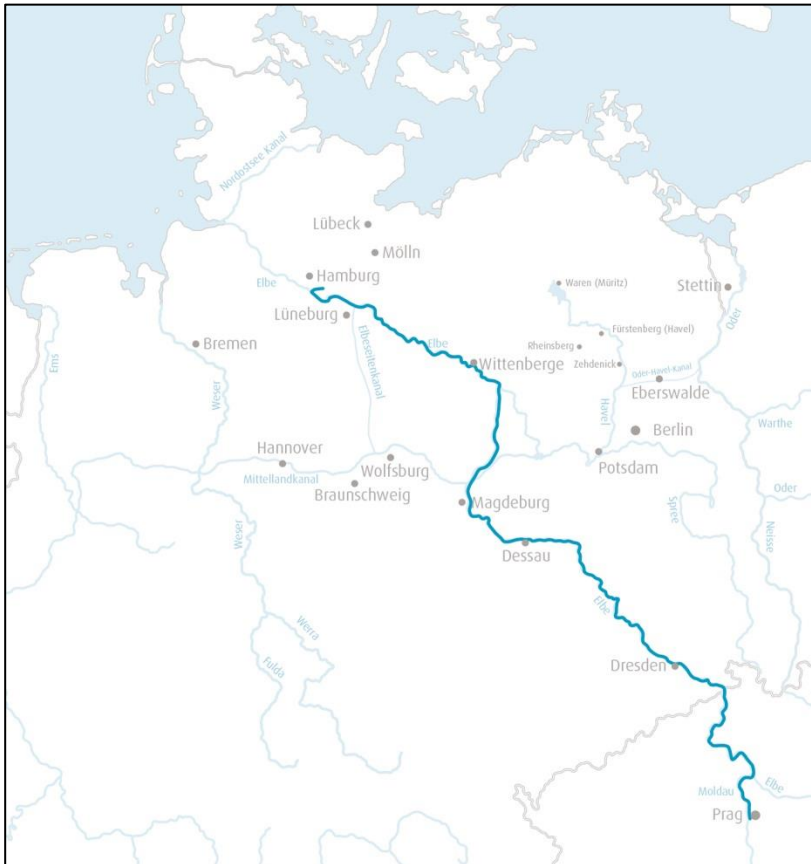 Nordostsee Kanal
Lübeck
Mölln
Hamburg
Elbe
Waren (Müritz)
Stettin
Lüneburg
Fürstenberg (Havel)
Oder
Bremen
Ems
Elbeseitenkanal
Elbe
Rheinsberg
Wittenberge
Zehdenick
Oder-Havel-Kanal
Eberswalde
Weser
Havel
Warthe
Berlin
Hannover
Wolfsburg
Potsdam
Mittellandkanal
Braunschweig
Oder
Magdeburg
Spree
Neisse
Weser
Dessau
Elbe
Werra
Fulda
Dresden
Moldau
Elbe
Prag